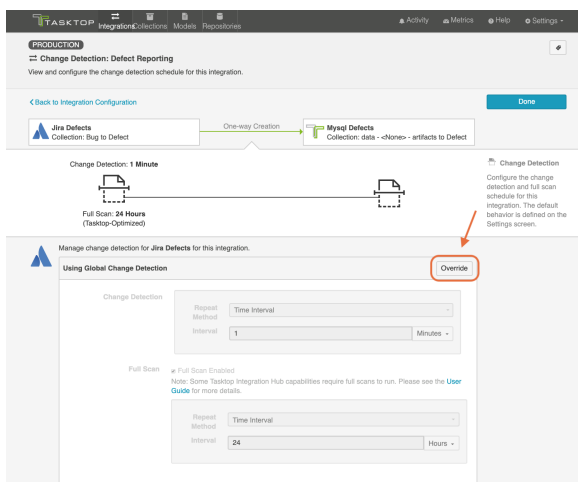 TASKTOP
Integrations
Collections
Models
Repositories
Activity
Metrics
Help
Settings
PRODUCTION
Change Detection: Defect Reporting
View and configure the change detection schedule for this integration.
Back to Integration Configuration
Done
Jira Defects
Collection: Bug to Defect
One-way Creation
Mysql Defects
Collection: data - <None> - artifacts to Defect
Change Detection: 1 Minute
Full Scan: 24 Hours
(Tasktop-Optimized)
Change Detection
Configure the change
detection and full scan
schedule for this
integration. The default
behavior is defined on the
Settings screen.
Manage change detection for Jira Defects for this integration.
Using Global Change Detection
Override
Change Detection
Repeat
Method
Time Interval
Interval
1
Minutes
Full Scan
Full Scan Enabled
Note: Some Tasktop Integration Hub capabilities require full scans to run. Please see the User
Guide for more details.
Repeat
Method
Time Interval
Interval
24
Hours